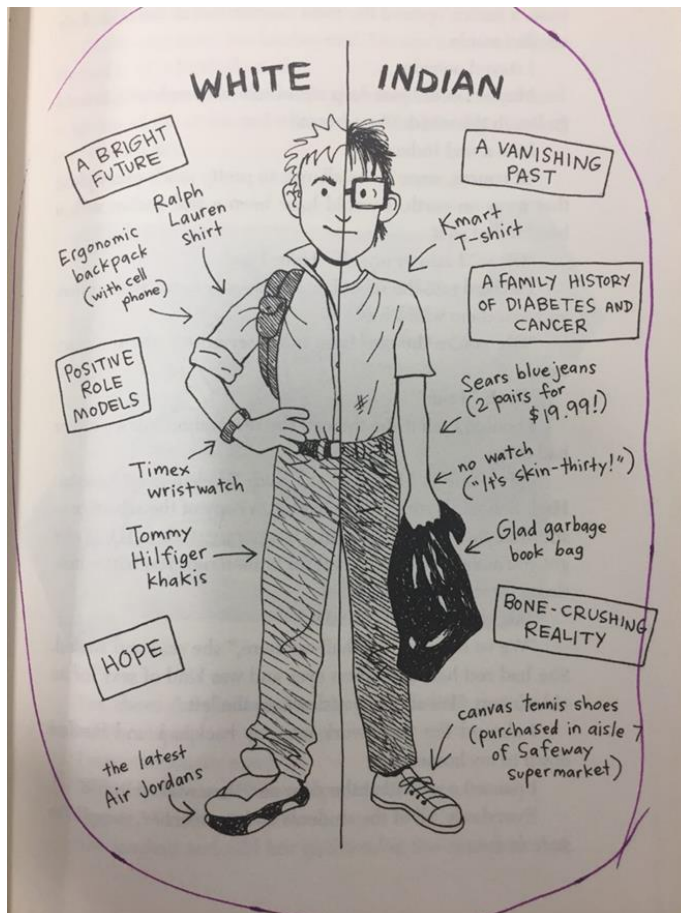 WHITE
INDIAN
A BRIGHT
FUTURE
Ralph
Lauren
shirt
Ergonomic
backpack
(with cell
phone)
POSITIVE
ROLE
MODELS
Timex
wristwatch
Tommy
Hilfiger
Khakis
HOPE
the latest
Air Jordans
A VANISHING
PAST
Kmart
T-shirt
A FAMILY HISTORY
OF DIABETES AND
CANCER
Sears blue jeans
(2 pairs for
$19.99!)
no watch
("It's skin-thirty!")
Glad garbage
book bag
BONE-CRUSHING
REALITY
canvas tennis shoes
(purchased in aisle 7
of Safeway
supermarket)